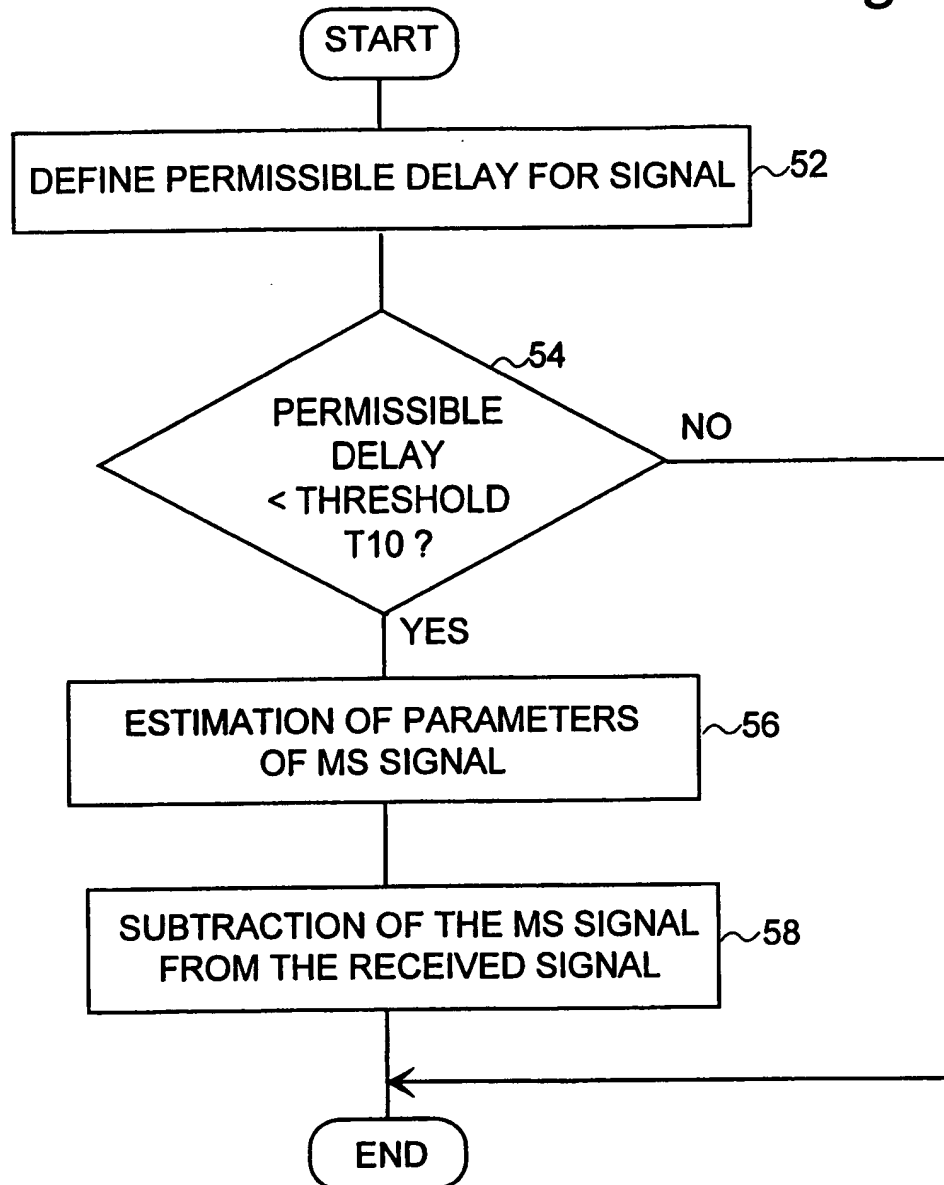 START
DEFINE PERMISSIBLE DELAY FOR SIGNAL
52
54
PERMISSIBLE
DELAY
< THRESHOLD
T10 ?
NO
YES
ESTIMATION OF PARAMETERS
OF MS SIGNAL
56
SUBTRACTION OF THE MS SIGNAL
FROM THE RECEIVED SIGNAL
58
END